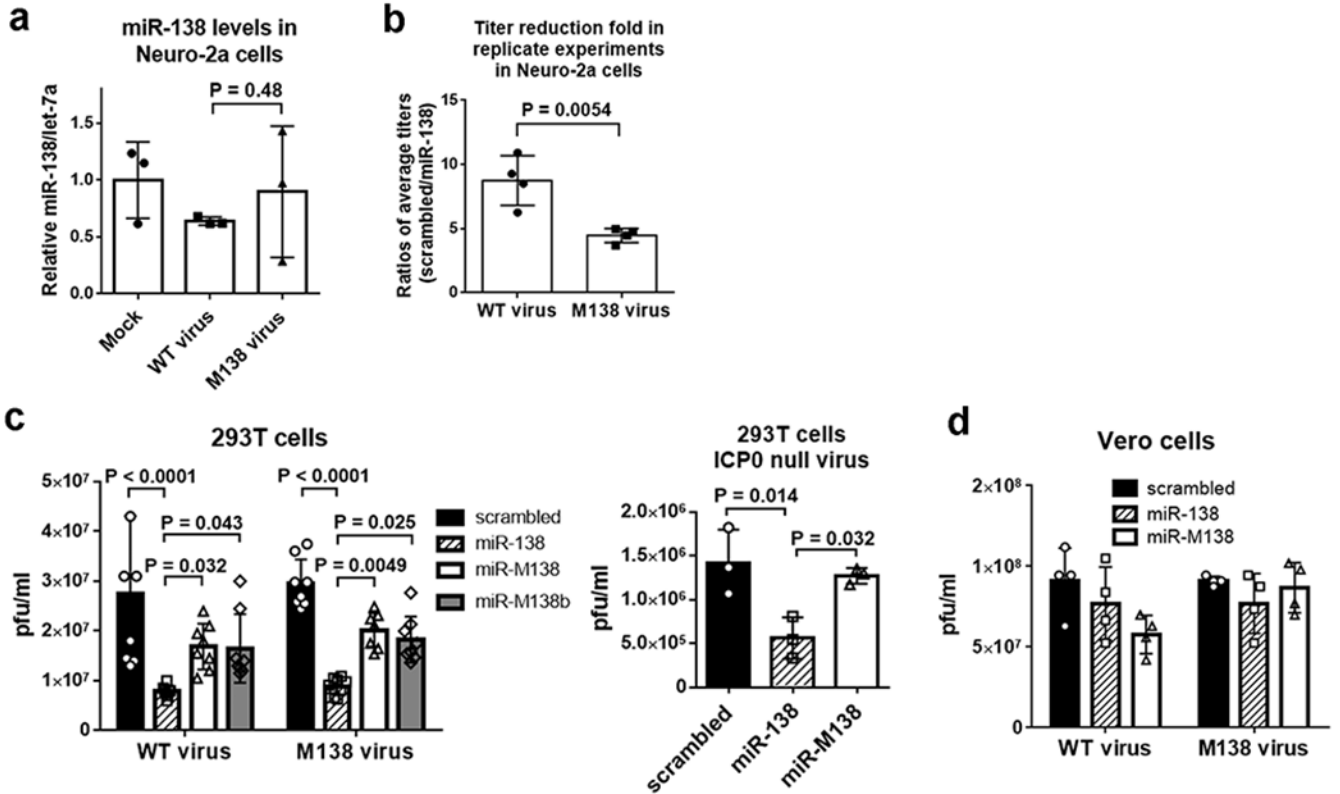 a
miR-138 levels in
Neuro-2a cells
P = 0.48
Relative miR-138/let-7a
1.5
1.0
0.5
0.0
Mock
WT virus
M138 virus
b
Titer reduction fold in
replicate experiments
in Neuro-2a cells
P = 0.0054
Ratios of average titers
(scrambled/miR-138)
15
10
5
0
WT virus
M138 virus
c
293T cells
P < 0.0001
P < 0.0001
P = 0.043
P = 0.025
P = 0.032
P = 0.0049
pfu/ml
5×10⁷
4×10⁷
3×10⁷
2×10⁷
1×10⁷
0
WT virus
M138 virus
scrambled
miR-138
miR-M138
miR-M138b
293T cells
ICP0 null virus
P = 0.014
P = 0.032
pfu/ml
2.0×10⁶
1.5×10⁶
1.0×10⁶
5.0×10⁵
0
scrambled
miR-138
miR-M138
d
Vero cells
pfu/ml
2×10⁸
1×10⁸
5×10⁷
0
scrambled
miR-138
miR-M138
WT virus
M138 virus